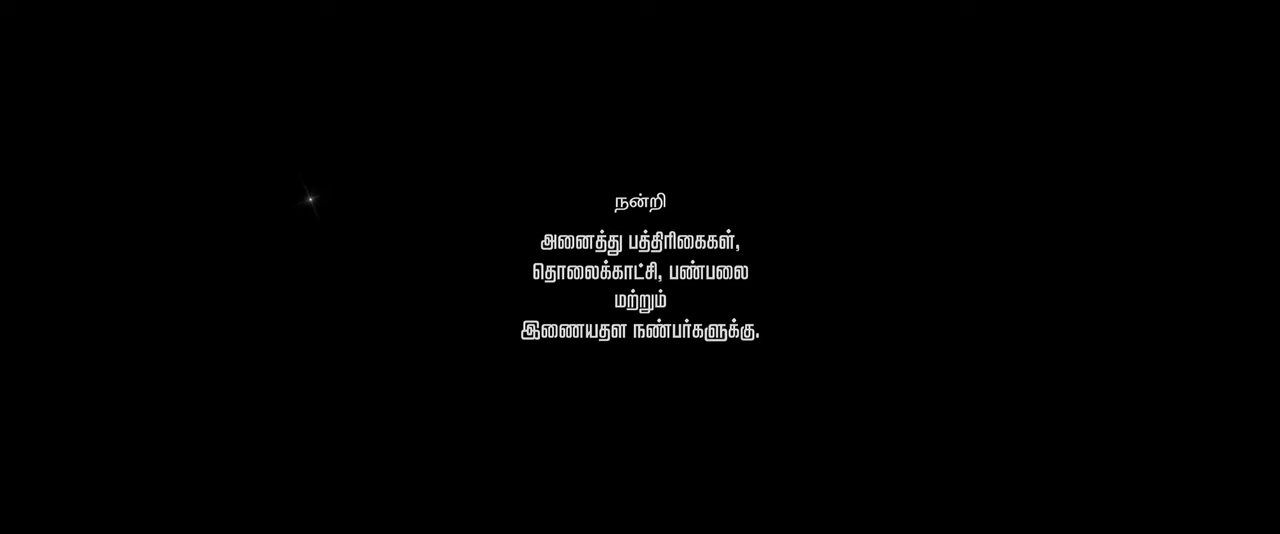 நன்றி
அனைத்து பத்திரிகைகள்,
தொலைக்காட்சி, பண்பலை
மற்றும்
இணையதள நண்பர்களுக்கு.